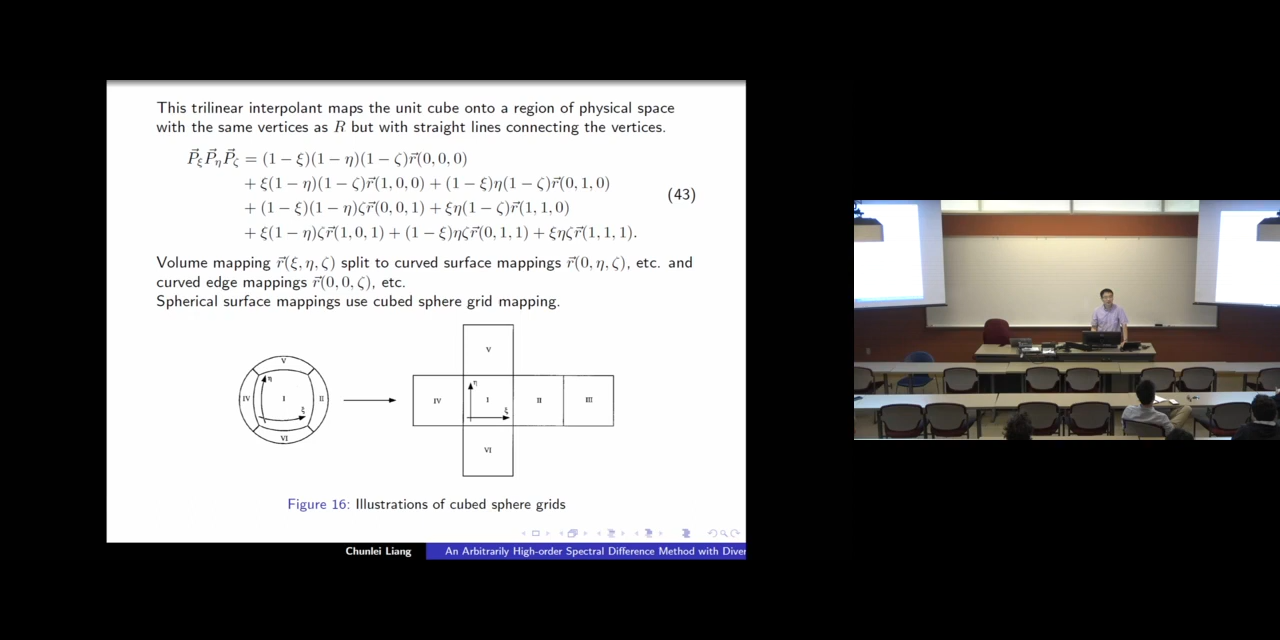 This trilinear interpolant maps the unit cube onto a region of physical space
with the same vertices as R but with straight lines connecting the vertices.
P⃗_ξ P⃗_η P⃗_ζ = (1 − ξ)(1 − η)(1 − ζ)r⃗(0, 0, 0)
+ ξ(1 − η)(1 − ζ)r⃗(1, 0, 0) + (1 − ξ)η(1 − ζ)r⃗(0, 1, 0)
(43)
+ (1 − ξ)(1 − η)ζr⃗(0, 0, 1) + ξη(1 − ζ)r⃗(1, 1, 0)
+ ξ(1 − η)ζr⃗(1, 0, 1) + (1 − ξ)ηζr⃗(0, 1, 1) + ξηζr⃗(1, 1, 1).
Volume mapping r⃗(ξ, η, ζ) split to curved surface mappings r⃗(0, η, ζ), etc. and
curved edge mappings r⃗(0, 0, ζ), etc.
Spherical surface mappings use cubed sphere grid mapping.
V
η
IV I II
ξ
VI
V
η
IV I II III
ξ
VI
Figure 16: Illustrations of cubed sphere grids
Chunlei Liang An Arbitrarily High-order Spectral Difference Method with Diver